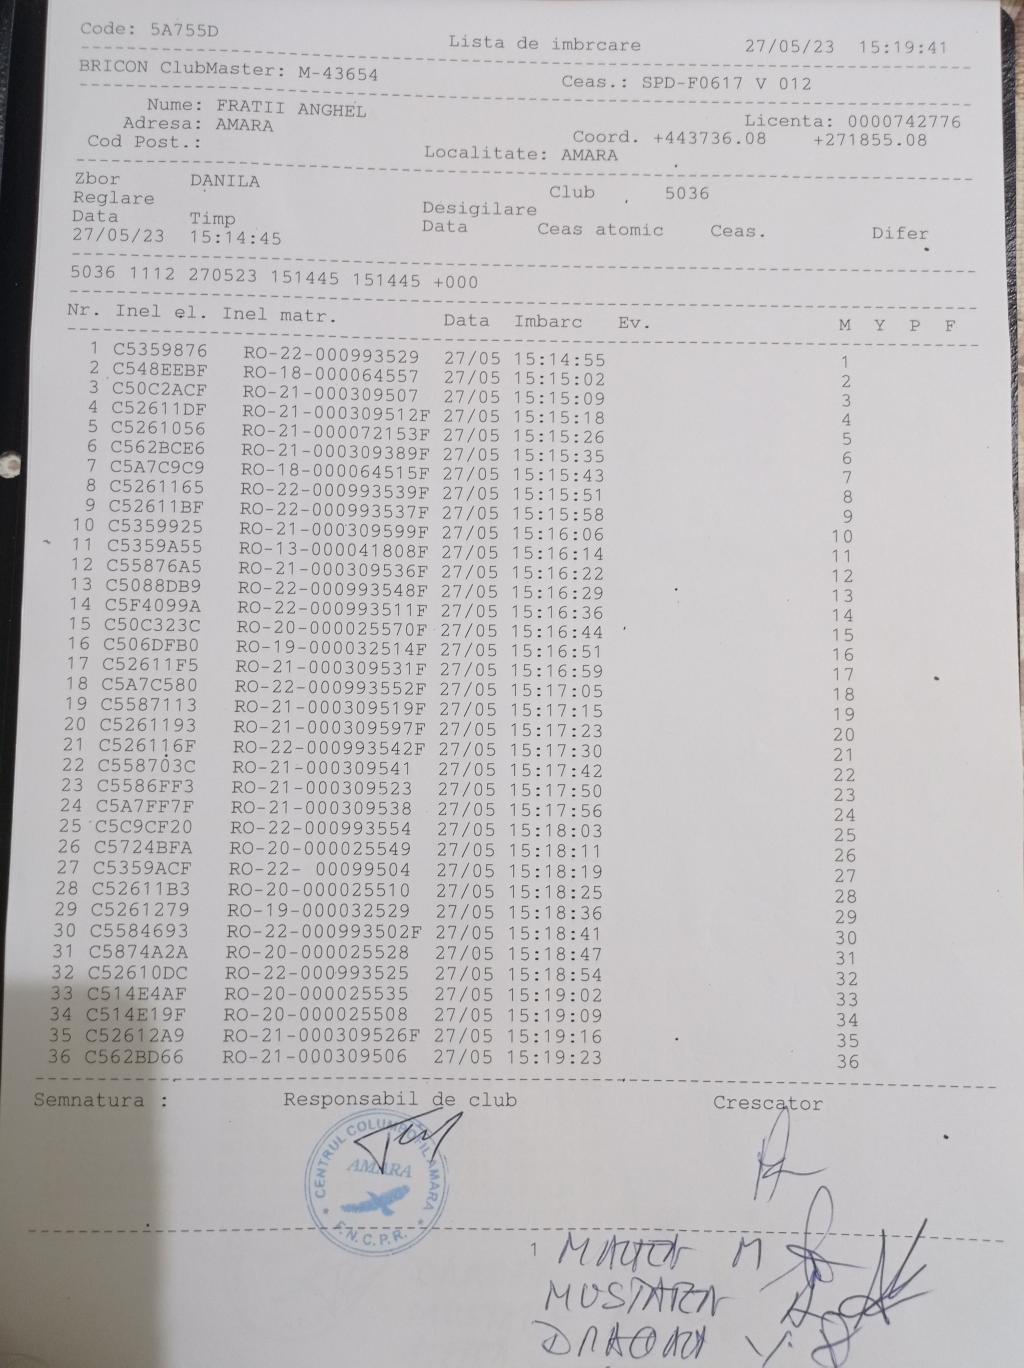 Code: 5A755D
Lista de imbrcare 27/05/23 15:19:41
BRICON ClubMaster: M-43654 Ceas.: SPD-F0617 V 012
Nume: FRATII ANGHEL Licenta: 0000742776
Adresa: AMARA Coord. +443736.08 +271855.08
Cod Post.: Localitate: AMARA
Zbor DANILA Club 5036
Reglare Desigilare
Data Timp Data Ceas atomic Ceas. Difer
27/05/23 15:14:45
5036 1112 270523 151445 151445 +000
Nr. Inel el. Inel matr. Data Imbarc Ev. M Y P F
1 C5359876 RO-22-000993529 27/05 15:14:55 1
2 C548EEBF RO-18-000064557 27/05 15:15:02 2
3 C50C2ACF RO-21-000309507 27/05 15:15:09 3
4 C52611DF RO-21-000309512F 27/05 15:15:18 4
5 C5261056 RO-21-000072153F 27/05 15:15:26 5
6 C562BCE6 RO-21-000309389F 27/05 15:15:35 6
7 C5A7C9C9 RO-18-000064515F 27/05 15:15:43 7
8 C5261165 RO-22-000993539F 27/05 15:15:51 8
9 C52611BF RO-22-000993537F 27/05 15:15:58 9
10 C5359925 RO-21-000309599F 27/05 15:16:06 10
11 C5359A55 RO-13-000041808F 27/05 15:16:14 11
12 C55876A5 RO-21-000309536F 27/05 15:16:22 12
13 C5088DB9 RO-22-000993548F 27/05 15:16:29 13
14 C5F4099A RO-22-000993511F 27/05 15:16:36 14
15 C50C323C RO-20-000025570F 27/05 15:16:44 15
16 C506DFB0 RO-19-000032514F 27/05 15:16:51 16
17 C52611F5 RO-21-000309531F 27/05 15:16:59 17
18 C5A7C580 RO-22-000993552F 27/05 15:17:05 18
19 C5587113 RO-21-000309519F 27/05 15:17:15 19
20 C5261193 RO-21-000309597F 27/05 15:17:23 20
21 C526116F RO-22-000993542F 27/05 15:17:30 21
22 C558703C RO-21-000309541 27/05 15:17:42 22
23 C5586FF3 RO-21-000309523 27/05 15:17:50 23
24 C5A7FF7F RO-21-000309538 27/05 15:17:56 24
25 C5C9CF20 RO-22-000993554 27/05 15:18:03 25
26 C5724BFA RO-20-000025549 27/05 15:18:11 26
27 C5359ACF RO-22- 00099504 27/05 15:18:19 27
28 C52611B3 RO-20-000025510 27/05 15:18:25 28
29 C5261279 RO-19-000032529 27/05 15:18:36 29
30 C5584693 RO-22-000993502F 27/05 15:18:41 30
31 C5874A2A RO-20-000025528 27/05 15:18:47 31
32 C52610DC RO-22-000993525 27/05 15:18:54 32
33 C514E4AF RO-20-000025535 27/05 15:19:02 33
34 C514E19F RO-20-000025508 27/05 15:19:09 34
35 C52612A9 RO-21-000309526F 27/05 15:19:16 35
36 C562BD66 RO-21-000309506 27/05 15:19:23 36
Semnatura : Responsabil de club Crescator
CENTRUL COLUMBOFIL AMARA
AMARA
F.N.C.P.R.
1